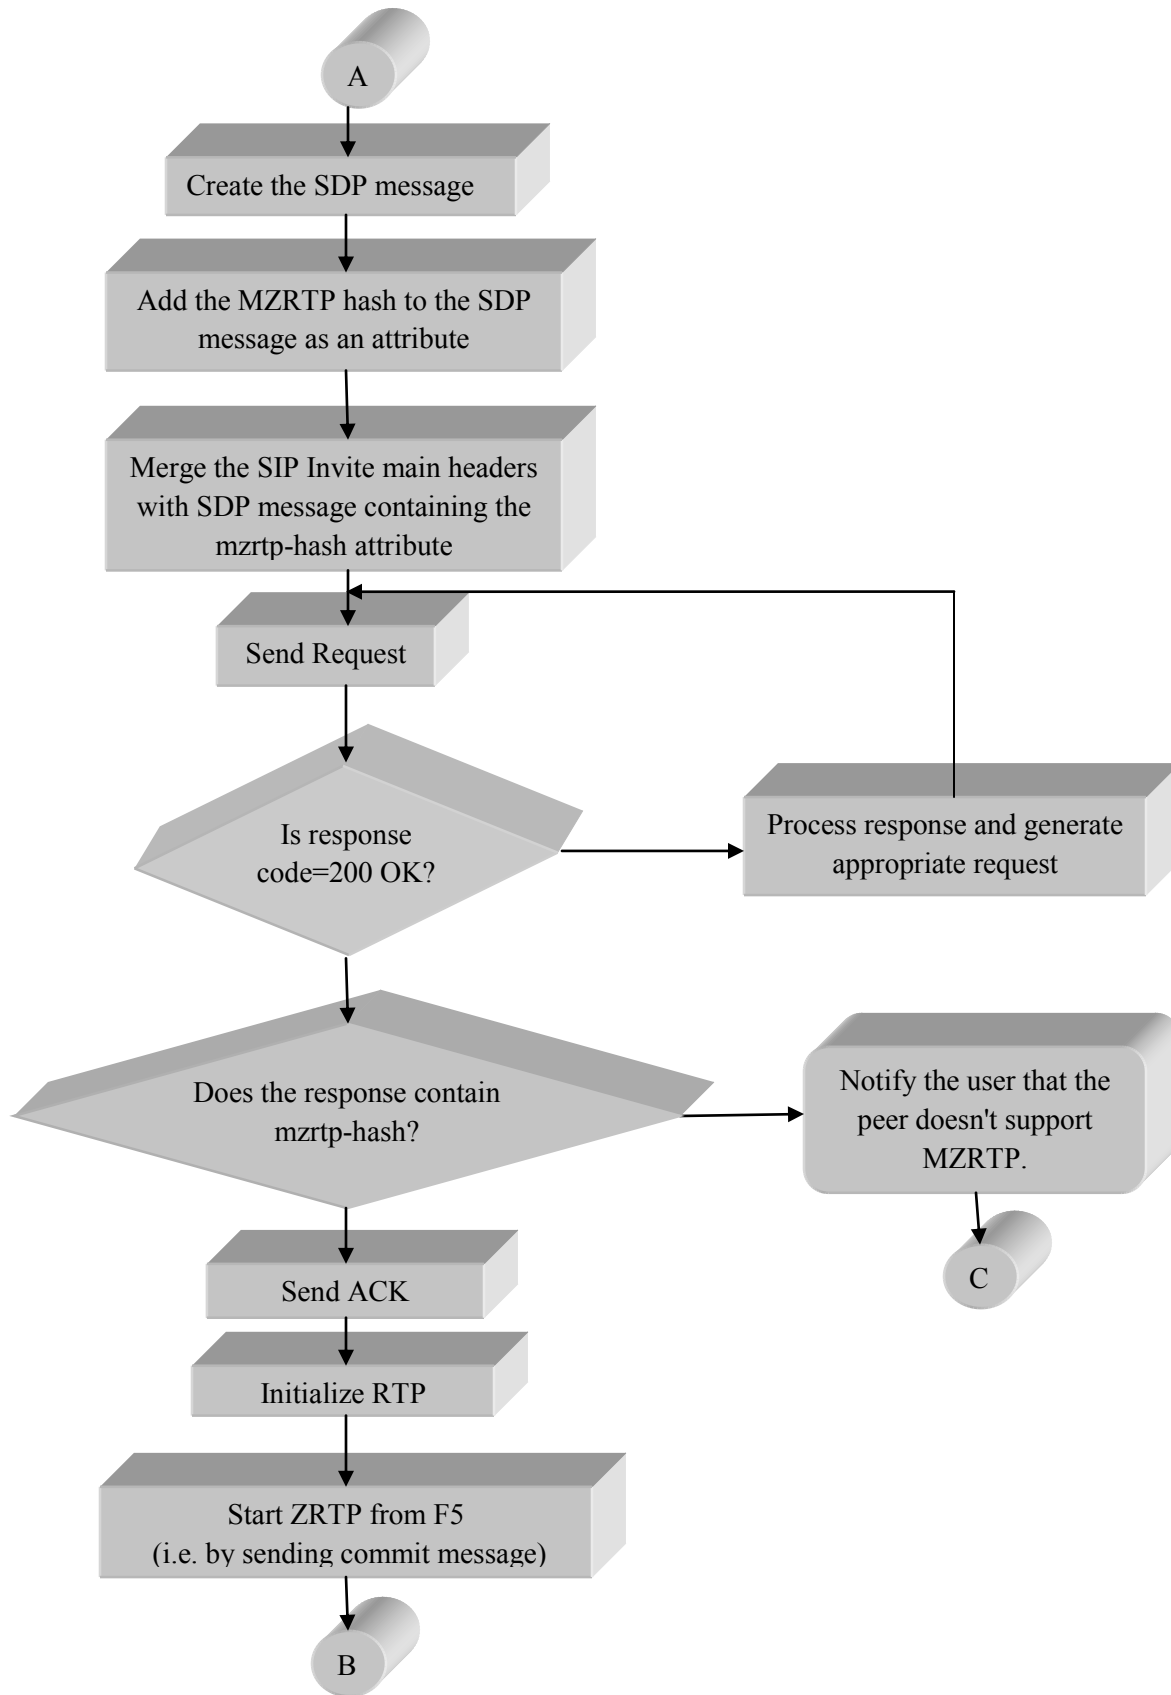 A
Create the SDP message
Add the MZRTP hash to the SDP
message as an attribute
Merge the SIP Invite main headers
with SDP message containing the
mzrtp-hash attribute
Send Request
Is response
code=200 OK?
Process response and generate
appropriate request
Does the response contain
mzrtp-hash?
Notify the user that the
peer doesn't support
MZRTP.
C
Send ACK
Initialize RTP
Start ZRTP from F5
(i.e. by sending commit message)
B